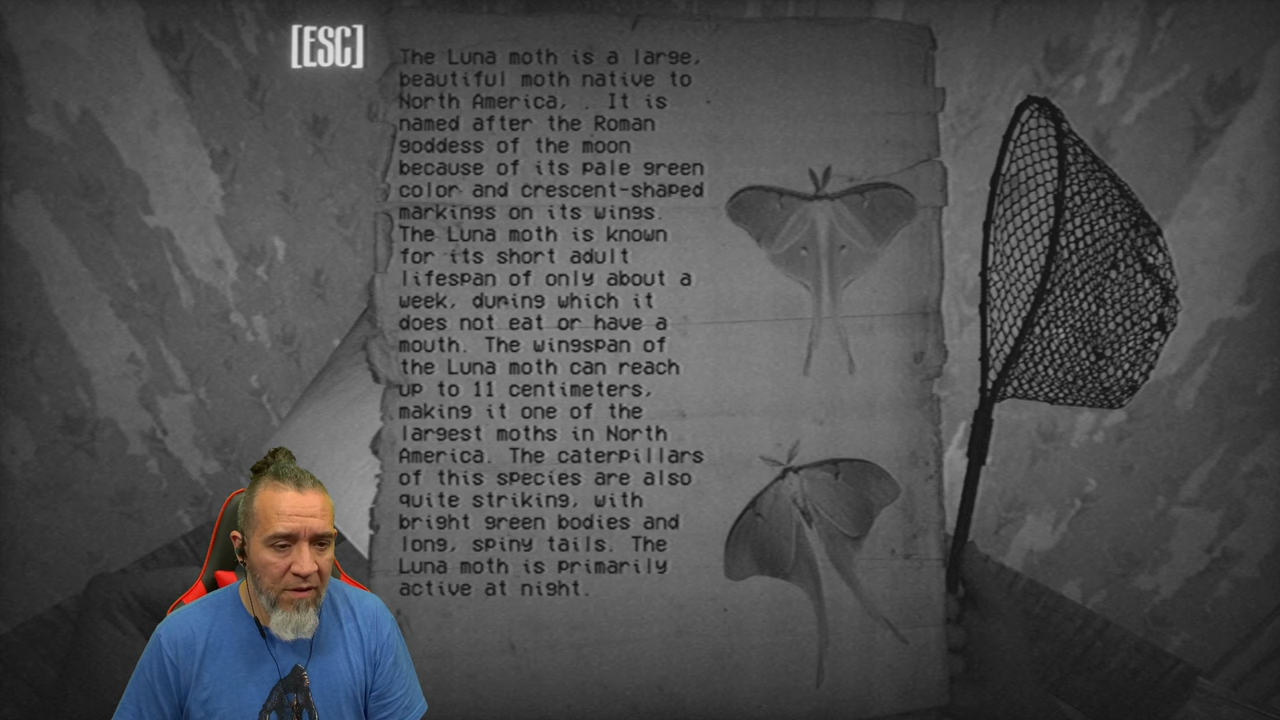 [ESC]
The Luna moth is a large,
beautiful moth native to
North America, . It is
named after the Roman
goddess of the moon
because of its pale green
color and crescent-shaped
markings on its wings.
The Luna moth is known
for its short adult
lifespan of only about a
week, during which it
does not eat or have a
mouth. The wingspan of
the Luna moth can reach
up to 11 centimeters,
making it one of the
largest moths in North
America. The caterpillars
of this species are also
quite striking, with
bright green bodies and
long, spiny tails. The
Luna moth is primarily
active at night.